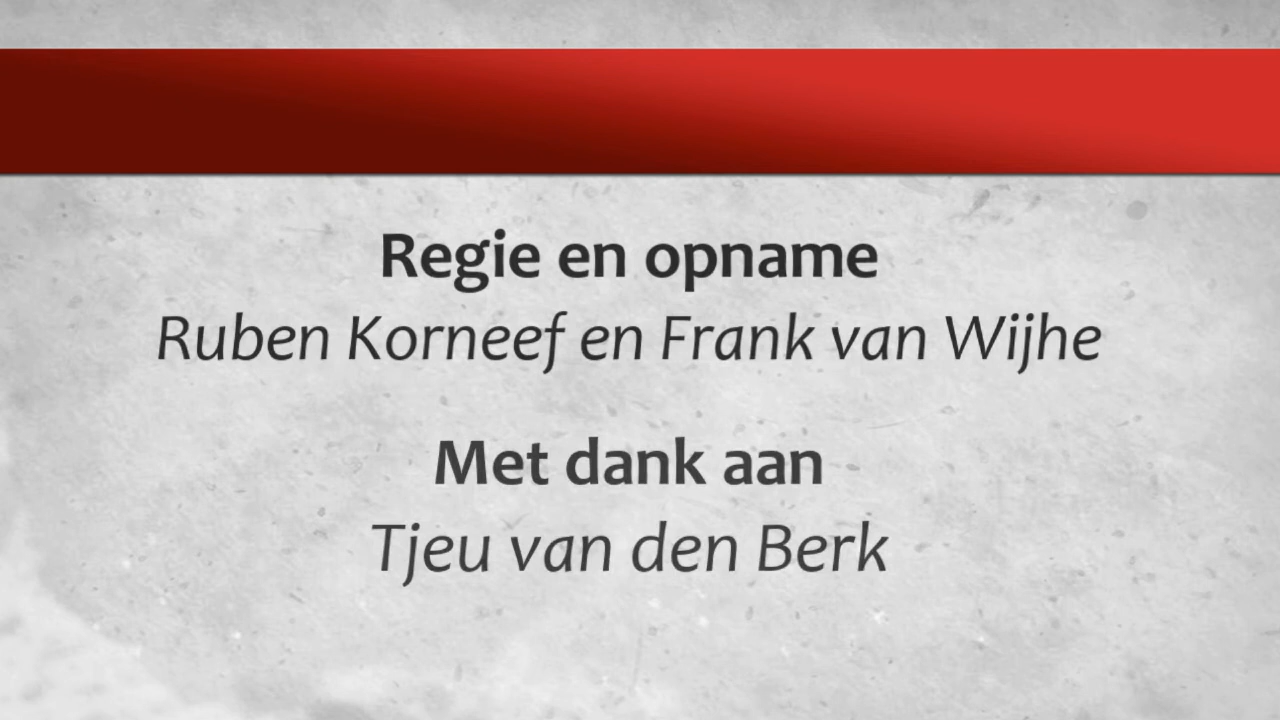 Regie en opname
Ruben Korneef en Frank van Wijhe
Met dank aan
Tjeu van den Berk